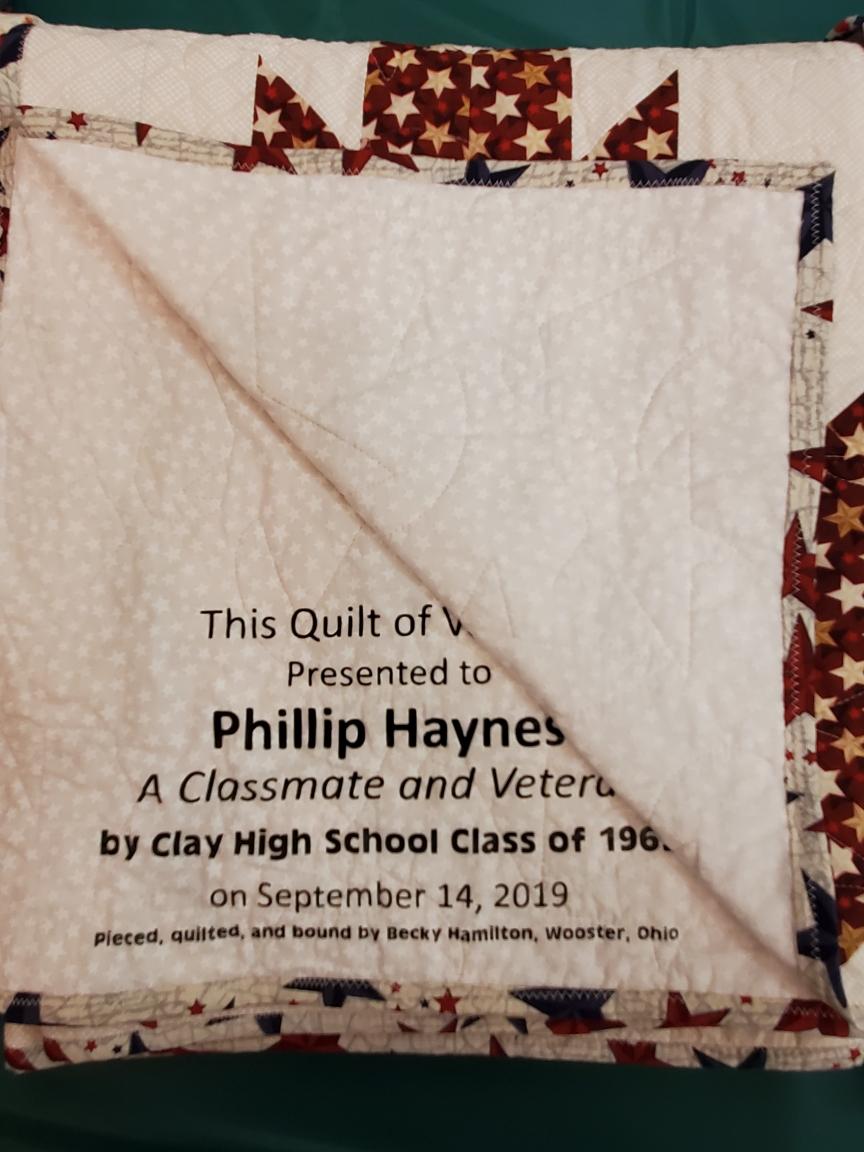 This Quilt of
Presented to
Phillip Haynes
A Classmate and
by Clay High School Class of
on September 14, 2019
Pieced, quilted, and bound by Becky Hamilton, Wooster, Ohio